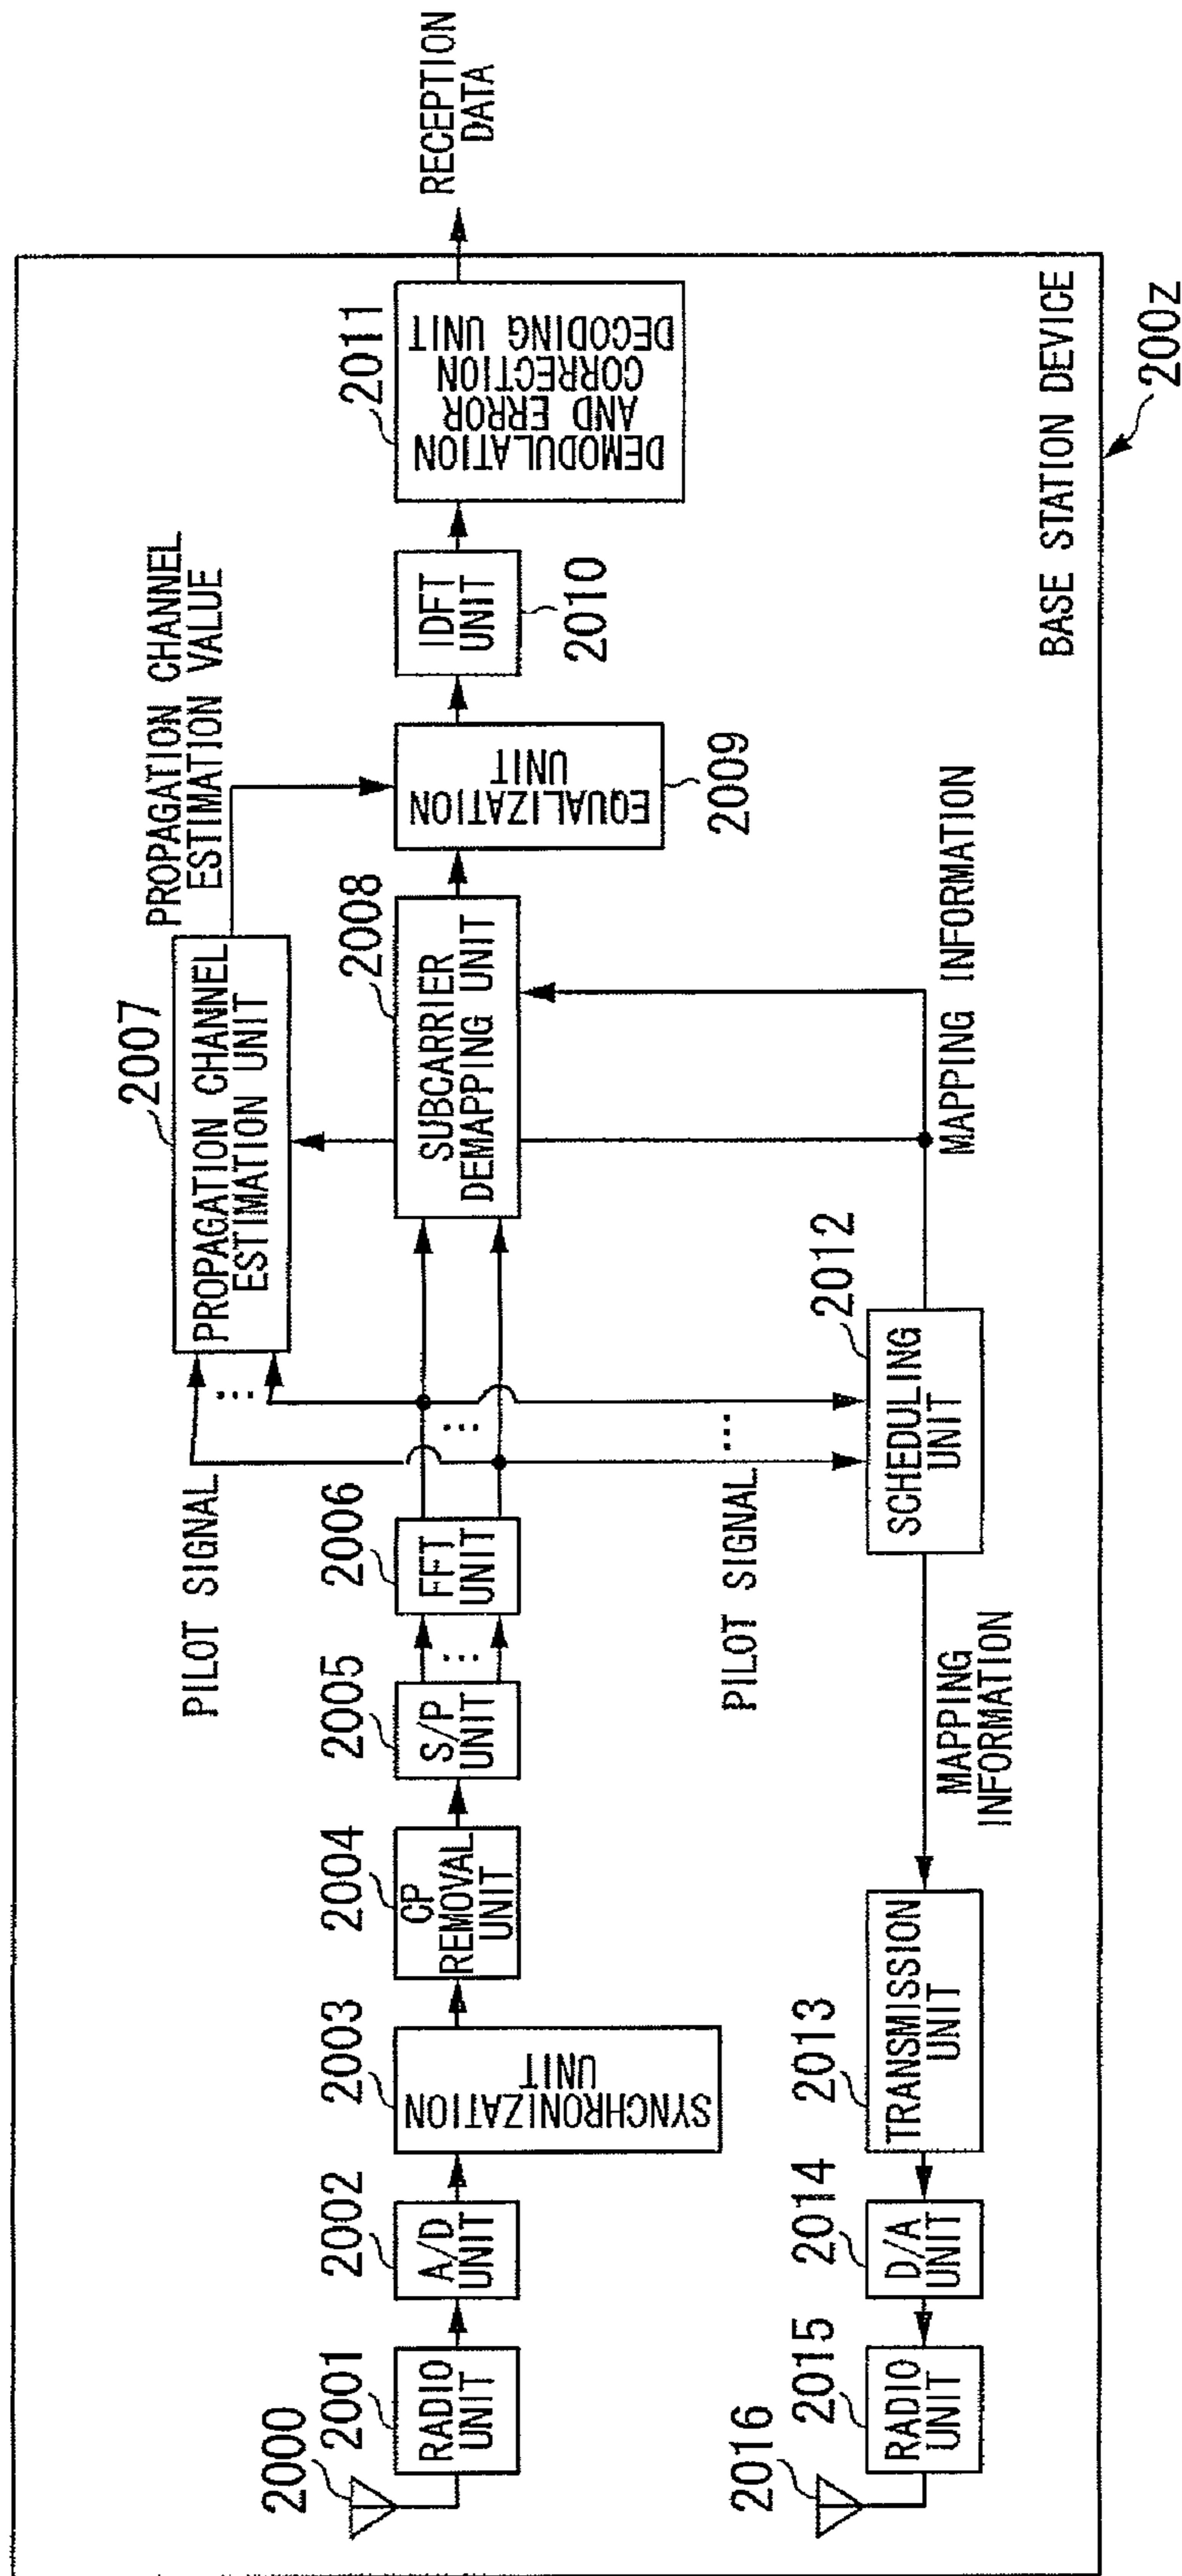 2000
2001
RADIO
UNIT
2002
A/D
UNIT
2003
SYNCHRONIZATION
UNIT
2004
CP
REMOVAL
UNIT
2005
S/P
UNIT
...
2006
FFT
UNIT
...
PILOT SIGNAL
...
2007
PROPAGATION CHANNEL
ESTIMATION UNIT
PROPAGATION CHANNEL
ESTIMATION VALUE
2008
SUBCARRIER
DEMAPPING UNIT
EQUALIZATION
UNIT
2009
IDFT
UNIT
2010
2011
DEMODULATION
AND ERROR
CORRECTION
DECODING UNIT
RECEPTION
DATA
PILOT SIGNAL
...
2012
SCHEDULING
UNIT
MAPPING INFORMATION
MAPPING
INFORMATION
2013
TRANSMISSION
UNIT
2014
D/A
UNIT
2015
RADIO
UNIT
2016
BASE STATION DEVICE
200z